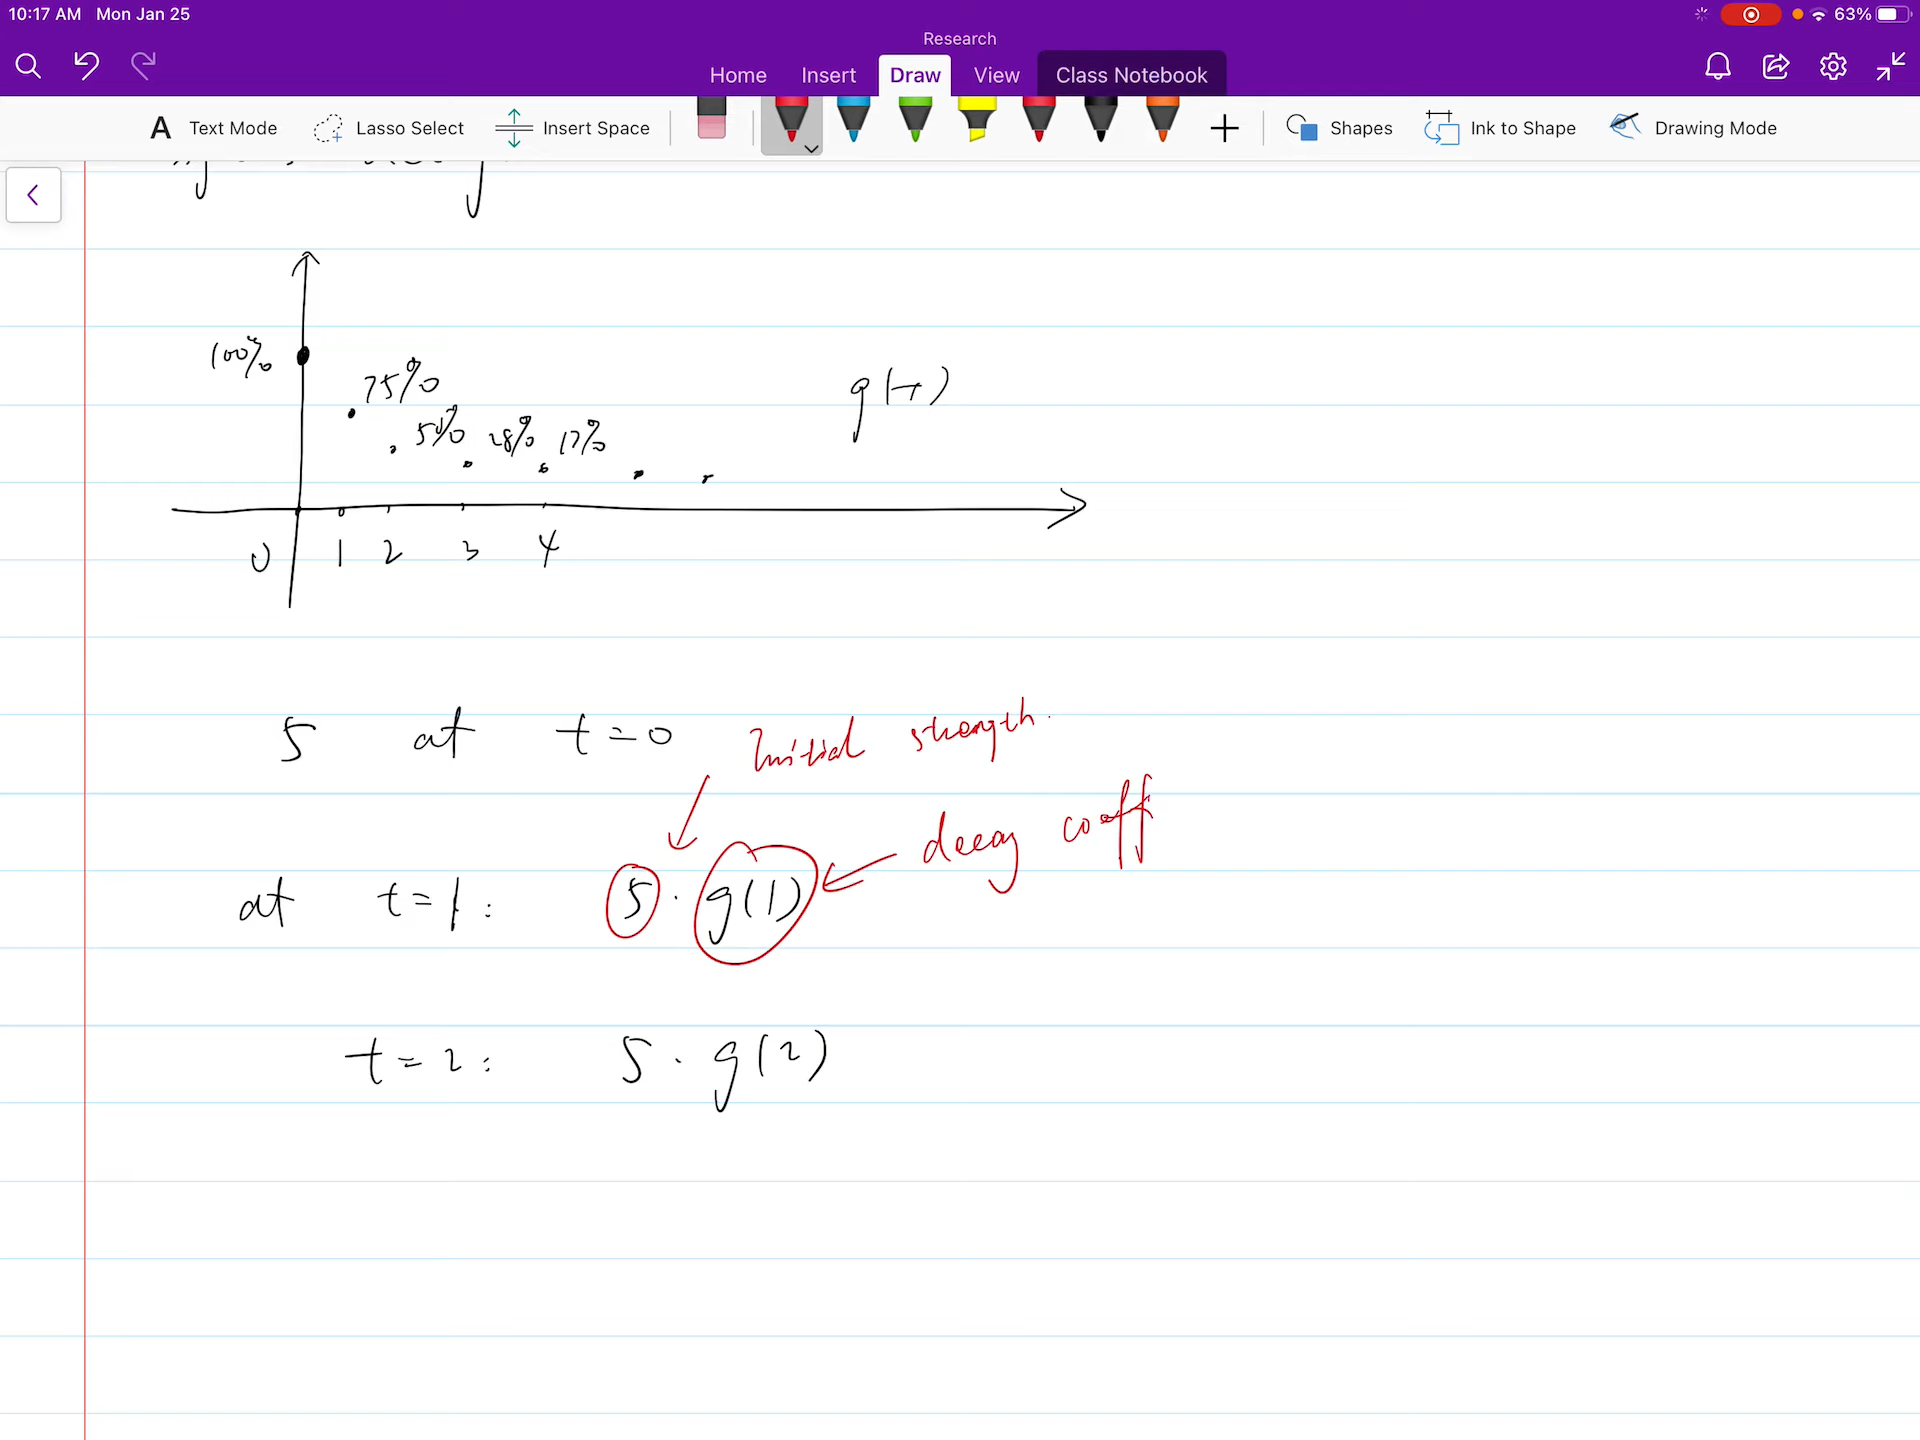 10:17 AM Mon Jan 25
63%
Research
Home Insert Draw View Class Notebook
A Text Mode Lasso Select Insert Space Shapes Ink to Shape Drawing Mode
100%
75%
g(t)
28% 17%
0 1 2 3 4
5 at t=0 Initial strength.
decay coeff
at t=1: 5 · g(1)
t=2: 5 · g(2)